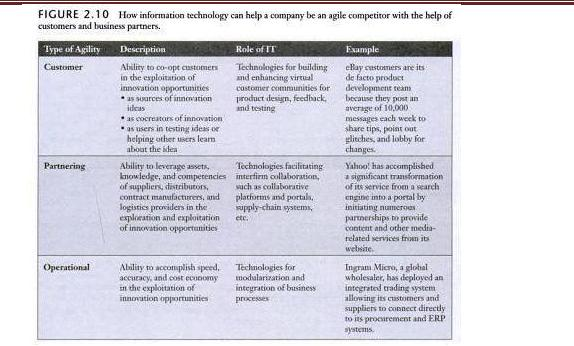 FIGURE 2.10 How information technology can help a company be an agile competitor with the help of
customers and business partners.
Type of Agility Description Role of IT Example
Customer
Ability to co-opt customers
in the exploitation of
innovation opportunities
• as sources of innovation
ideas
• as cocreators of innovation
• as users in testing ideas or
helping other users learn
about the idea
Technologies for building
and enhancing virtual
customer communities for
product design, feedback,
and testing
eBay customers are its
de facto product
development team
because they post an
average of 10,000
messages each week to
share tips, point out
glitches, and lobby for
changes.
Partnering
Ability to leverage assets,
knowledge, and competencies
of suppliers, distributors,
contract manufacturers, and
logistics providers in the
exploration and exploitation
of innovation opportunities
Technologies facilitating
interfirm collaboration,
such as collaborative
platforms and portals,
supply-chain systems,
etc.
Yahoo! has accomplished
a significant transformation
of its service from a search
engine into a portal by
initiating numerous
partnerships to provide
content and other media-
related services from its
website.
Operational
Ability to accomplish speed,
accuracy, and cost economy
in the exploitation of
innovation opportunities
Technologies for
modularization and
integration of business
processes
Ingram Micro, a global
wholesaler, has deployed an
integrated trading system
allowing its customers and
suppliers to connect directly
to its procurement and ERP
systems.